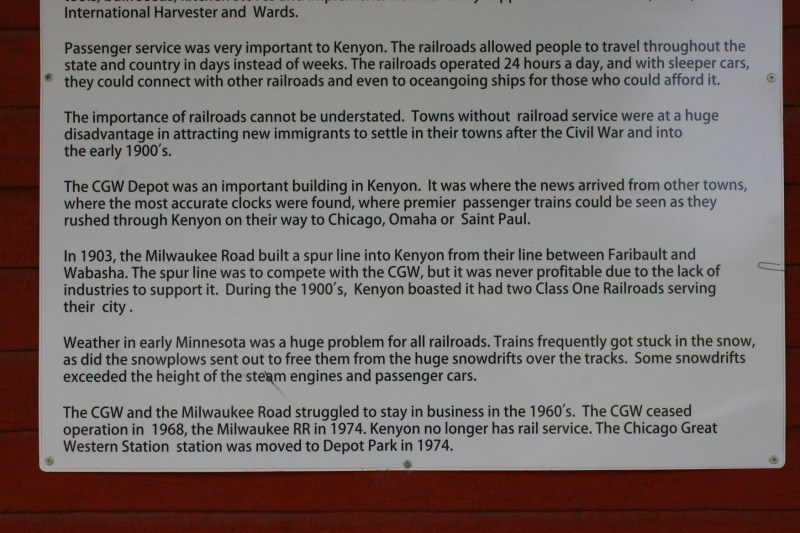 International Harvester and Wards.
Passenger service was very important to Kenyon. The railroads allowed people to travel throughout the
state and country in days instead of weeks. The railroads operated 24 hours a day, and with sleeper cars,
they could connect with other railroads and even to oceangoing ships for those who could afford it.
The importance of railroads cannot be understated. Towns without railroad service were at a huge
disadvantage in attracting new immigrants to settle in their towns after the Civil War and into
the early 1900's.
The CGW Depot was an important building in Kenyon. It was where the news arrived from other towns,
where the most accurate clocks were found, where premier passenger trains could be seen as they
rushed through Kenyon on their way to Chicago, Omaha or Saint Paul.
In 1903, the Milwaukee Road built a spur line into Kenyon from their line between Faribault and
Wabasha. The spur line was to compete with the CGW, but it was never profitable due to the lack of
industries to support it. During the 1900's, Kenyon boasted it had two Class One Railroads serving
their city .
Weather in early Minnesota was a huge problem for all railroads. Trains frequently got stuck in the snow,
as did the snowplows sent out to free them from the huge snowdrifts over the tracks. Some snowdrifts
exceeded the height of the steam engines and passenger cars.
The CGW and the Milwaukee Road struggled to stay in business in the 1960's. The CGW ceased
operation in 1968, the Milwaukee RR in 1974. Kenyon no longer has rail service. The Chicago Great
Western Station station was moved to Depot Park in 1974.